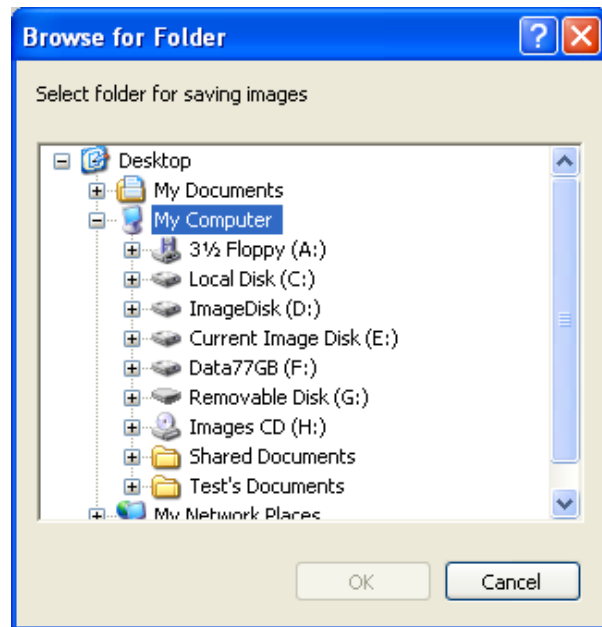 Browse for Folder
Select folder for saving images
Desktop
My Documents
My Computer
3½ Floppy (A:)
Local Disk (C:)
ImageDisk (D:)
Current Image Disk (E:)
Data77GB (F:)
Removable Disk (G:)
Images CD (H:)
Shared Documents
Test's Documents
My Network Places
OK Cancel